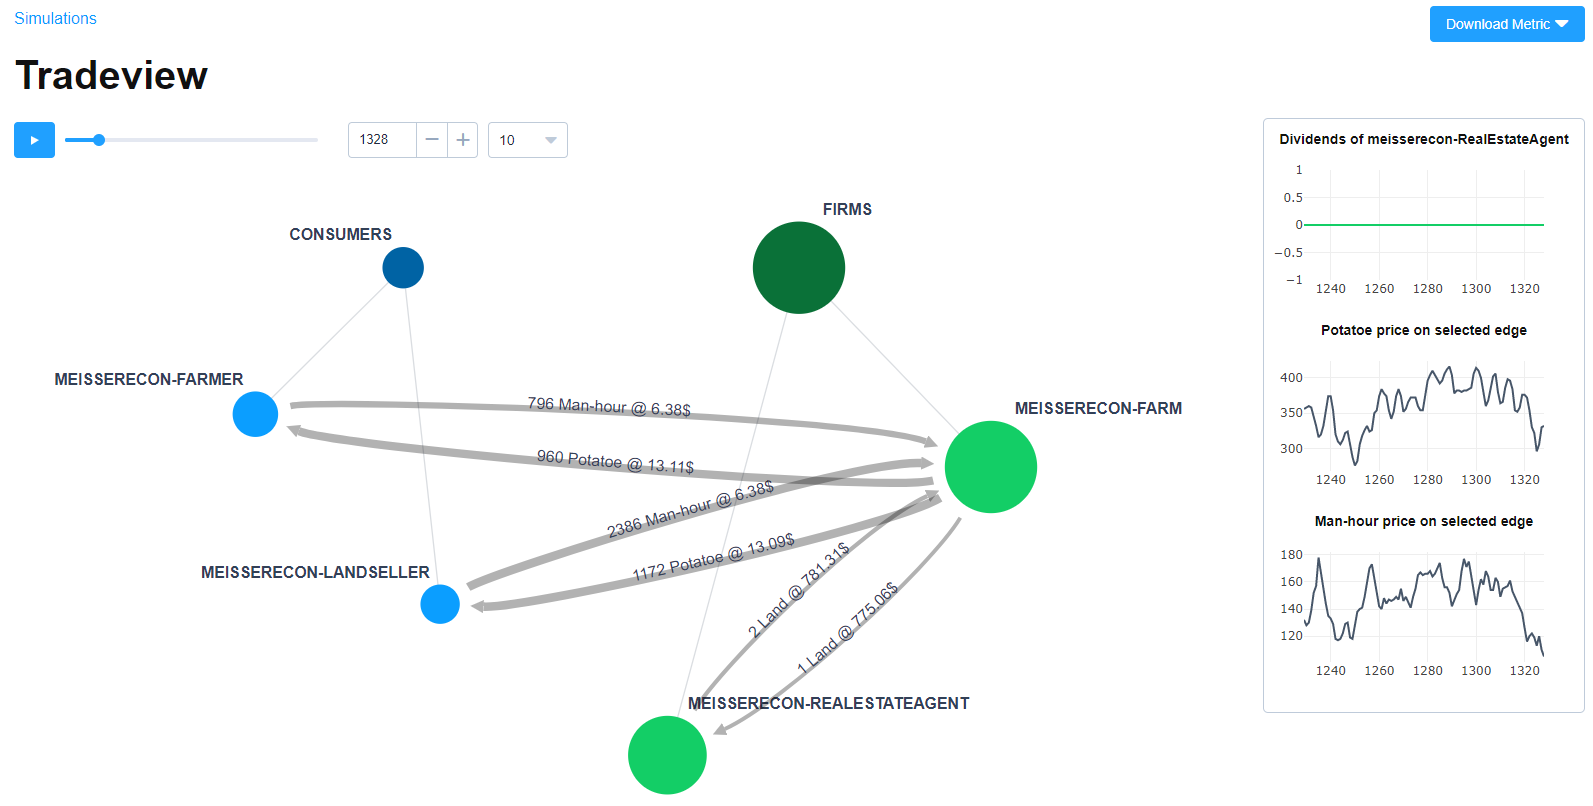 Simulations
Download Metric
Tradeview
1328
10
Dividends of meisserecon-RealEstateAgent
1
0.5
0
−0.5
−1
1240 1260 1280 1300 1320
Potatoe price on selected edge
400
350
300
1240 1260 1280 1300 1320
Man-hour price on selected edge
180
160
140
120
1240 1260 1280 1300 1320
FIRMS
CONSUMERS
MEISSERECON-FARMER
796 Man-hour @ 6.38$
MEISSERECON-FARM
960 Potatoe @ 13.11$
2386 Man-hour @ 6.38$
1172 Potatoe @ 13.09$
MEISSERECON-LANDSELLER
2 Land @ 781.31$
1 Land @ 775.06$
MEISSERECON-REALESTATEAGENT